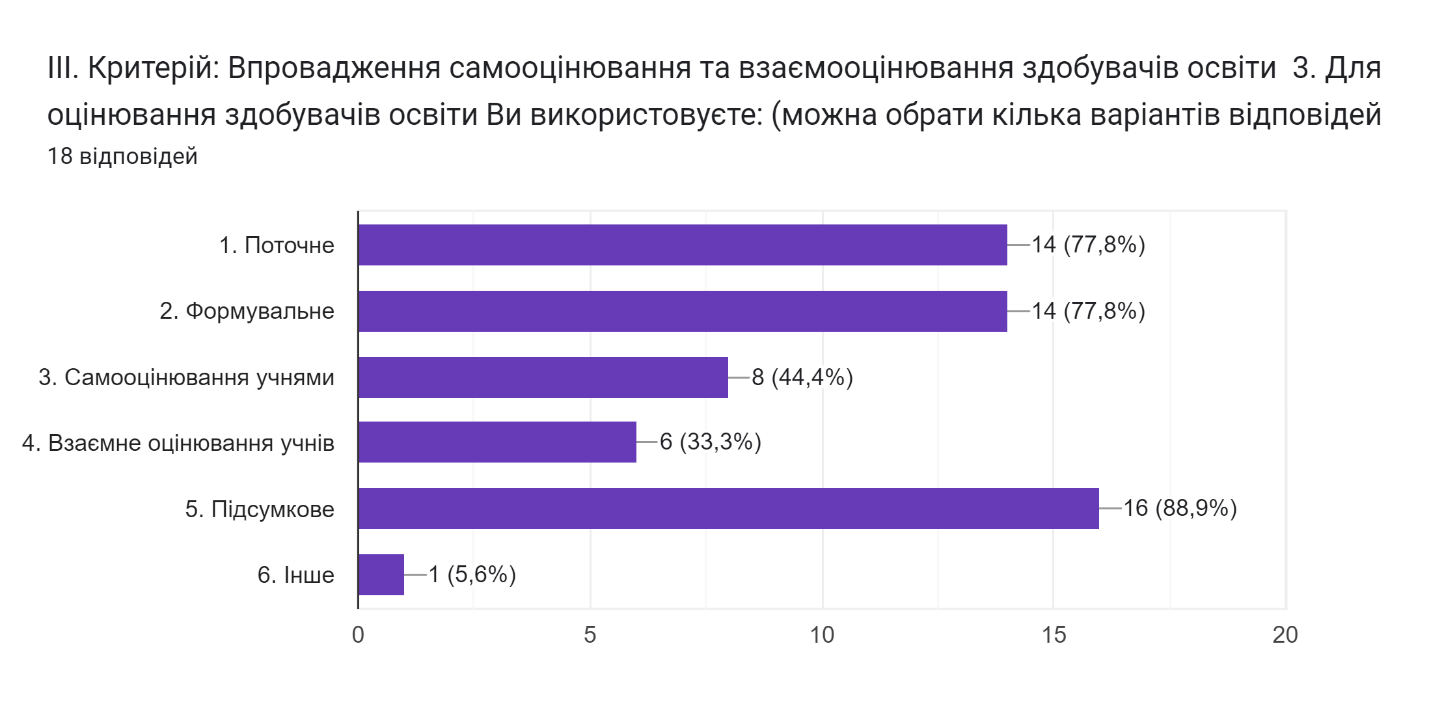 ІІІ. Критерій: Впровадження самооцінювання та взаємооцінювання здобувачів освіти  3. Для
оцінювання здобувачів освіти Ви використовуєте: (можна обрати кілька варіантів відповідей
18 відповідей
1. Поточне 14 (77,8%)
2. Формувальне 14 (77,8%)
3. Самооцінювання учнями 8 (44,4%)
4. Взаємне оцінювання учнів 6 (33,3%)
5. Підсумкове 16 (88,9%)
6. Інше 1 (5,6%)
0 5 10 15 20